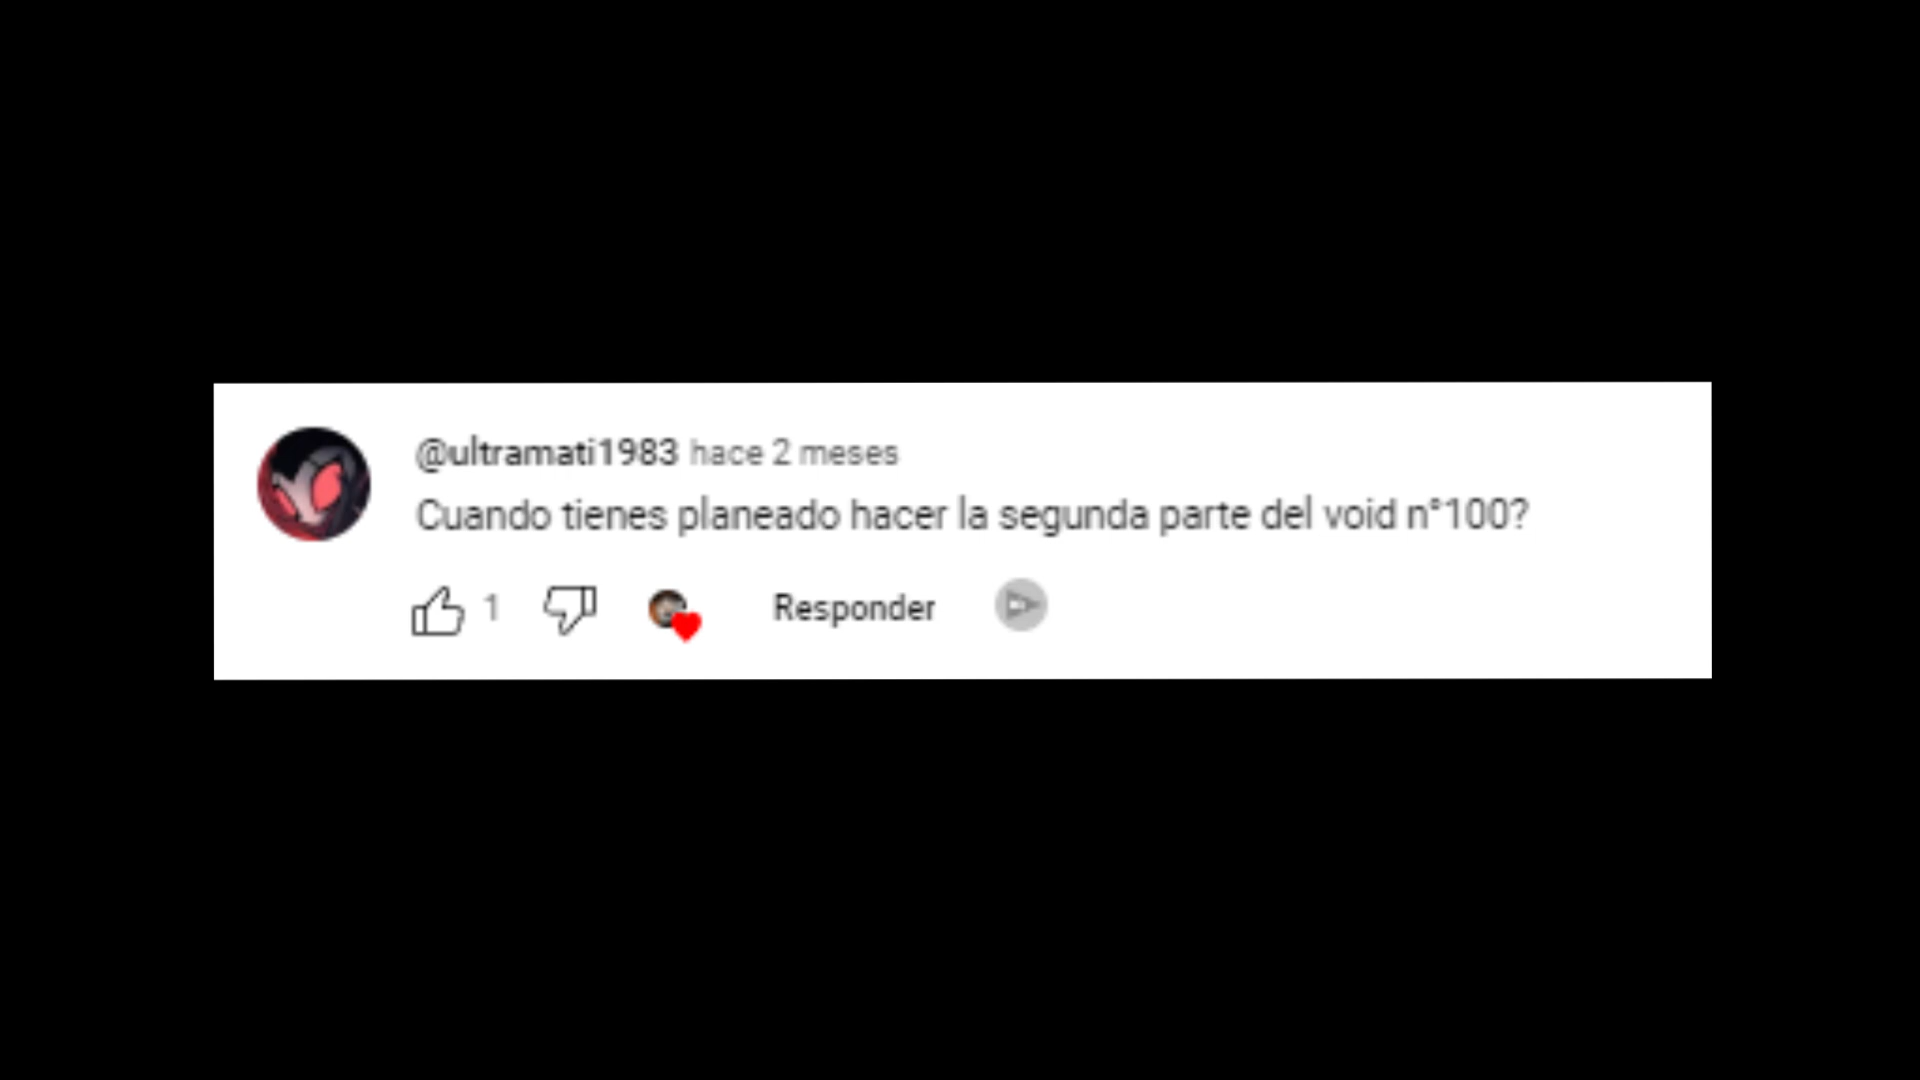 @ultramati1983 hace 2 meses
Cuando tienes planeado hacer la segunda parte del void n°100?
1 Responder